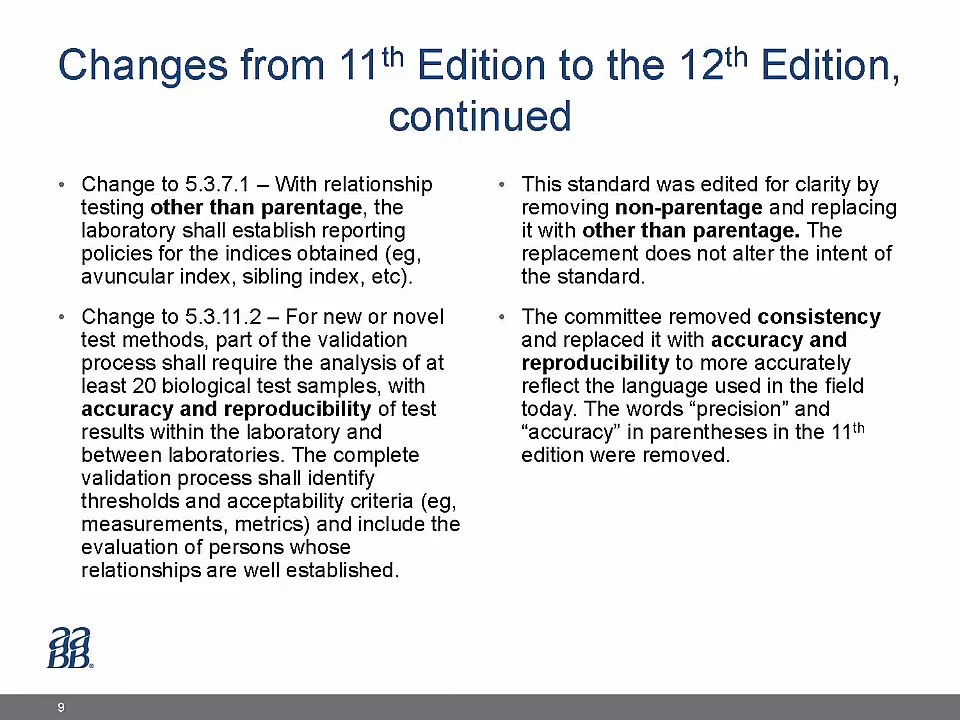 Changes from 11th Edition to the 12th Edition,
continued
• Change to 5.3.7.1 – With relationship
testing other than parentage, the
laboratory shall establish reporting
policies for the indices obtained (eg,
avuncular index, sibling index, etc).
• Change to 5.3.11.2 – For new or novel
test methods, part of the validation
process shall require the analysis of at
least 20 biological test samples, with
accuracy and reproducibility of test
results within the laboratory and
between laboratories. The complete
validation process shall identify
thresholds and acceptability criteria (eg,
measurements, metrics) and include the
evaluation of persons whose
relationships are well established.
• This standard was edited for clarity by
removing non-parentage and replacing
it with other than parentage. The
replacement does not alter the intent of
the standard.
• The committee removed consistency
and replaced it with accuracy and
reproducibility to more accurately
reflect the language used in the field
today. The words “precision” and
“accuracy” in parentheses in the 11th
edition were removed.
aa
BB®
9